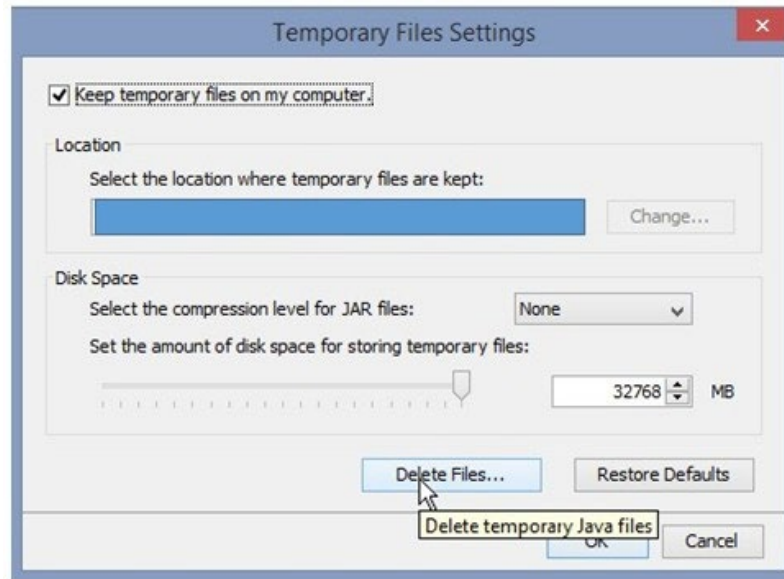 Temporary Files Settings
Keep temporary files on my computer.
Location
Select the location where temporary files are kept:
Change...
Disk Space
Select the compression level for JAR files:
None
Set the amount of disk space for storing temporary files:
32768
MB
Delete Files...
Restore Defaults
Delete temporary Java files
OK
Cancel